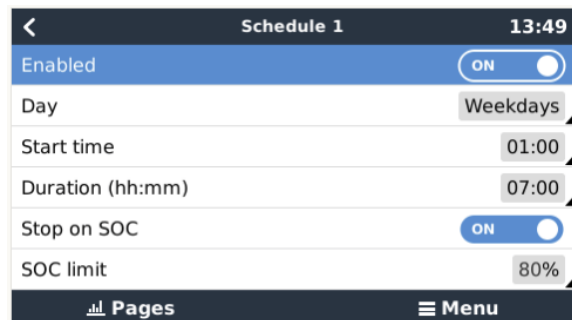 Schedule 1 13:49
Enabled ON
Day Weekdays
Start time 01:00
Duration (hh:mm) 07:00
Stop on SOC ON
SOC limit 80%
Pages Menu